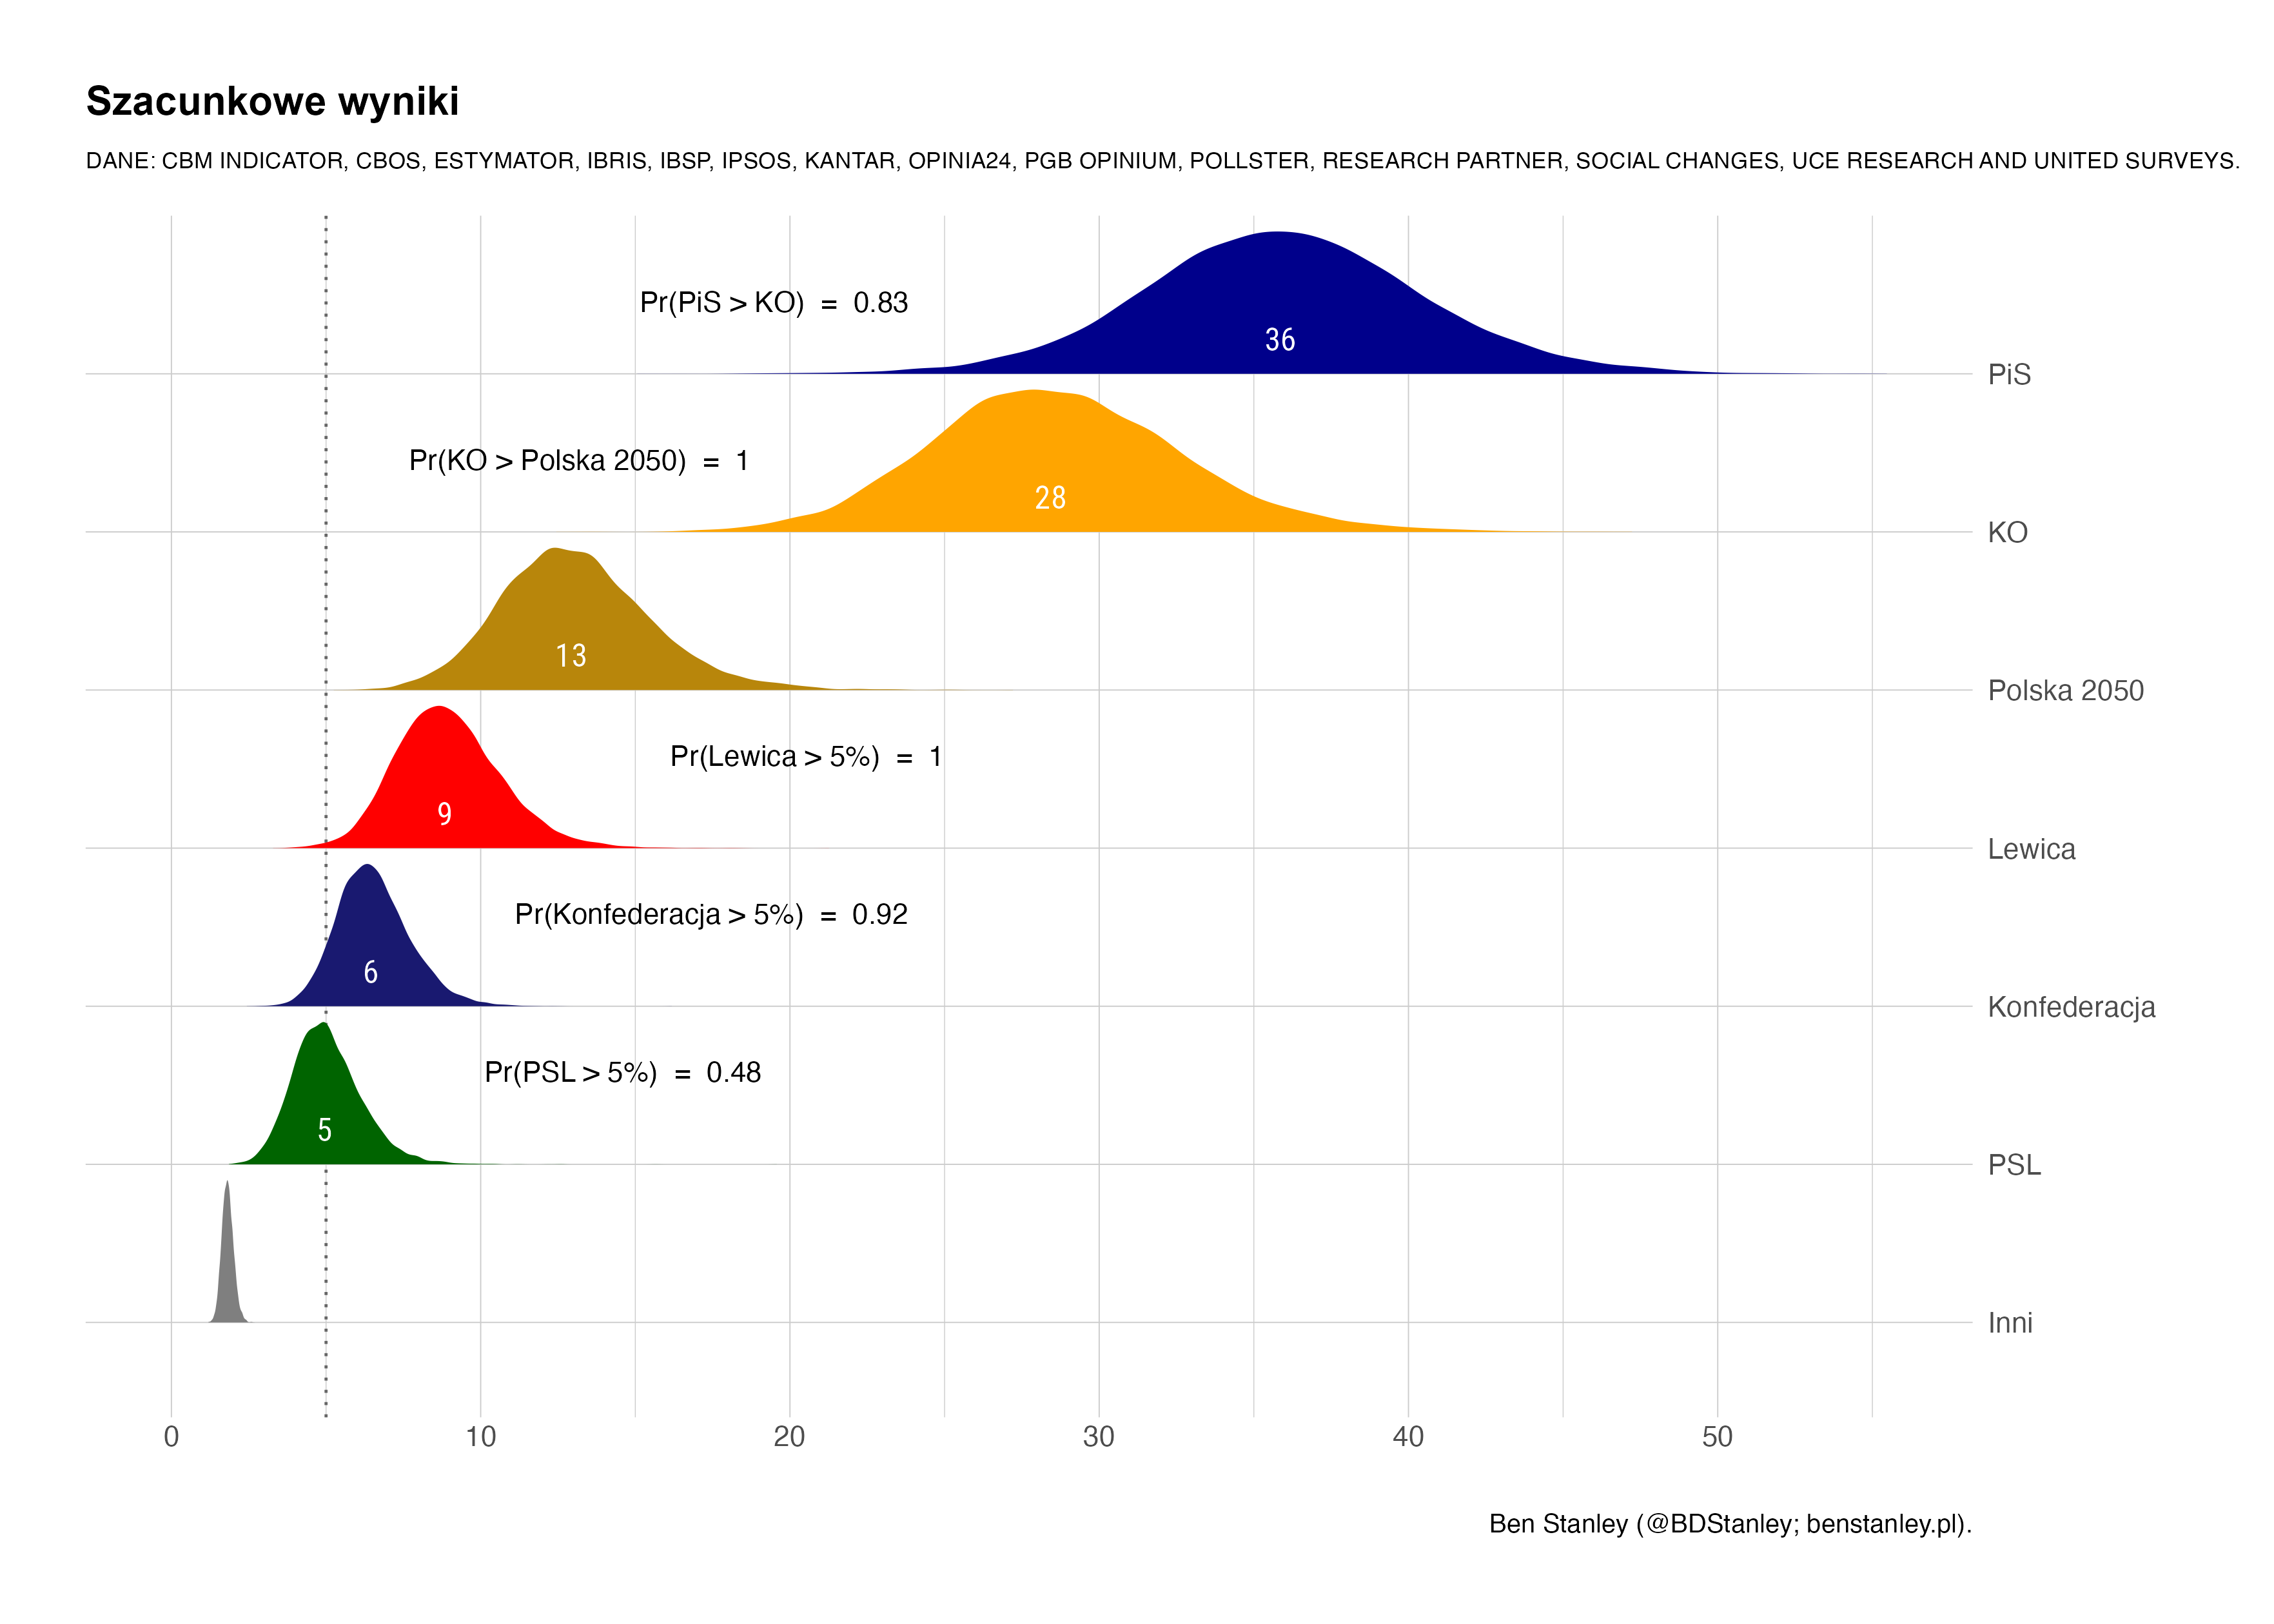 Szacunkowe wyniki
DANE: CBM INDICATOR, CBOS, ESTYMATOR, IBRIS, IBSP, IPSOS, KANTAR, OPINIA24, PGB OPINIUM, POLLSTER, RESEARCH PARTNER, SOCIAL CHANGES, UCE RESEARCH AND UNITED SURVEYS.
Pr(PiS > KO) = 0.83
36
PiS
Pr(KO > Polska 2050) = 1
28
KO
13
Polska 2050
Pr(Lewica > 5%) = 1
9
Lewica
Pr(Konfederacja > 5%) = 0.92
6
Konfederacja
Pr(PSL > 5%) = 0.48
5
PSL
Inni
0 10 20 30 40 50
Ben Stanley (@BDStanley; benstanley.pl).